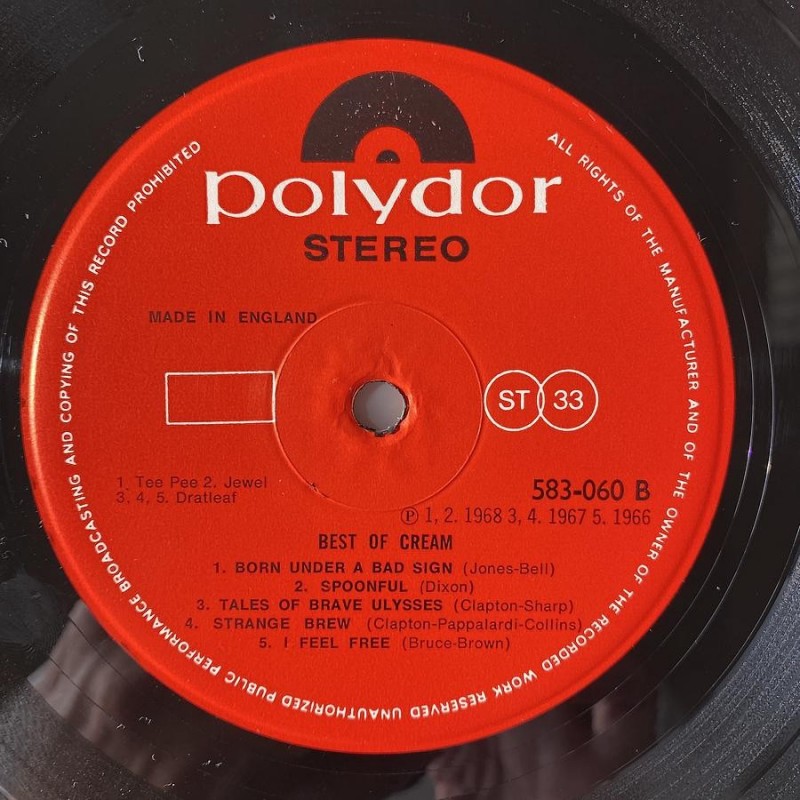 polydor
STEREO
MADE IN ENGLAND
ST 33
1. Tee Pee 2. Jewel
3, 4, 5. Dratleaf
583-060 B
℗ 1, 2. 1968 3, 4. 1967 5. 1966
BEST OF CREAM
1. BORN UNDER A BAD SIGN (Jones-Bell)
2. SPOONFUL (Dixon)
3. TALES OF BRAVE ULYSSES (Clapton-Sharp)
4. STRANGE BREW (Clapton-Pappalardi-Collins)
5. I FEEL FREE (Bruce-Brown)
ALL RIGHTS OF THE MANUFACTURER AND OF THE OWNER OF THE RECORDED WORK RESERVED UNAUTHORIZED PUBLIC PERFORMANCE BROADCASTING AND COPYING OF THIS RECORD PROHIBITED